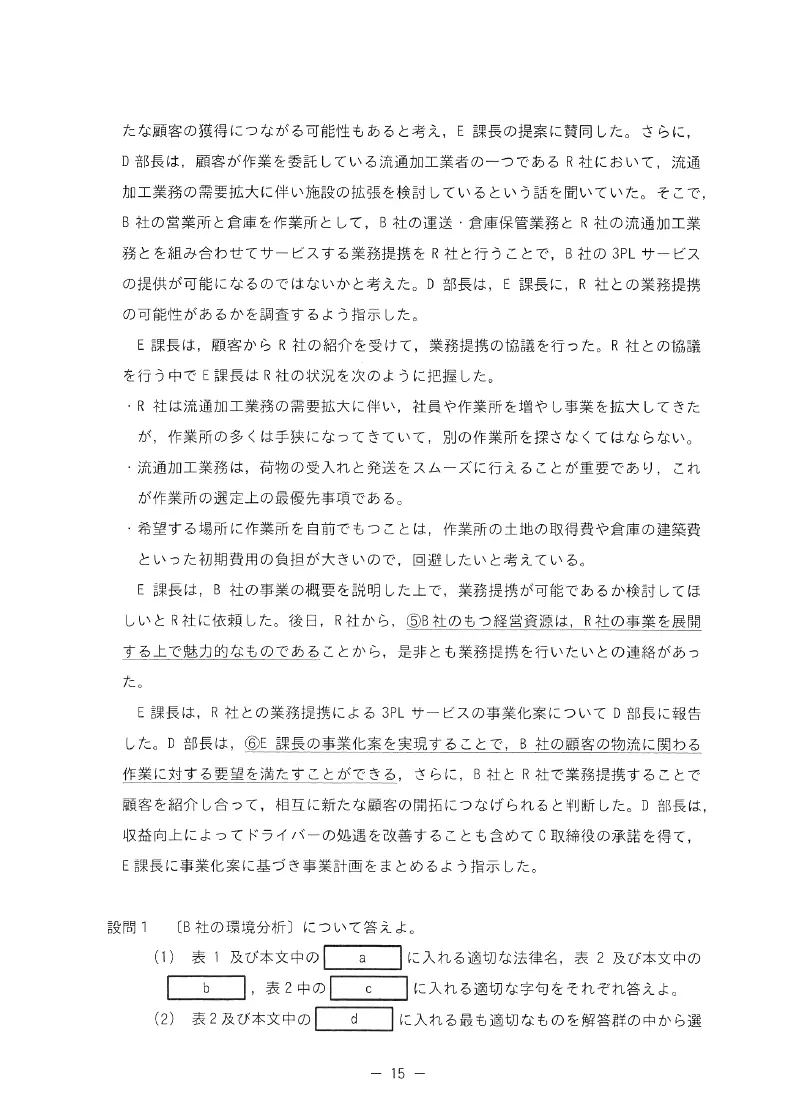 たな顧客の獲得につながる可能性もあると考え，E 課長の提案に賛同した。さらに，
D 部長は，顧客が作業を委託している流通加工業者の一つである R 社において，流通
加工業務の需要拡大に伴い施設の拡張を検討しているという話を聞いていた。そこで，
B 社の営業所と倉庫を作業所として，B 社の運送・倉庫保管業務と R 社の流通加工業
務とを組み合わせてサービスする業務提携を R 社と行うことで，B 社の 3PL サービス
の提供が可能になるのではないかと考えた。D 部長は，E 課長に，R 社との業務提携
の可能性があるかを調査するよう指示した。
E 課長は，顧客から R 社の紹介を受けて，業務提携の協議を行った。R 社との協議
を行う中で E 課長は R 社の状況を次のように把握した。
・R 社は流通加工業務の需要拡大に伴い，社員や作業所を増やし事業を拡大してきた
が，作業所の多くは手狭になってきていて，別の作業所を探さなくてはならない。
・流通加工業務は，荷物の受入れと発送をスムーズに行えることが重要であり，これ
が作業所の選定上の最優先事項である。
・希望する場所に作業所を自前でもつことは，作業所の土地の取得費や倉庫の建築費
といった初期費用の負担が大きいので，回避したいと考えている。
E 課長は，B 社の事業の概要を説明した上で，業務提携が可能であるか検討してほ
しいと R 社に依頼した。後日，R 社から，⑤B 社のもつ経営資源は，R 社の事業を展開
する上で魅力的なものであることから，是非とも業務提携を行いたいとの連絡があっ
た。
E 課長は，R 社との業務提携による 3PL サービスの事業化案について D 部長に報告
した。D 部長は，⑥E 課長の事業化案を実現することで，B 社の顧客の物流に関わる
作業に対する要望を満たすことができる，さらに，B 社と R 社で業務提携することで
顧客を紹介し合って，相互に新たな顧客の開拓につなげられると判断した。D 部長は，
収益向上によってドライバーの処遇を改善することも含めて C 取締役の承諾を得て，
E 課長に事業化案に基づき事業計画をまとめるよう指示した。
設問1 〔B 社の環境分析〕について答えよ。
(1) 表 1 及び本文中の a に入れる適切な法律名，表 2 及び本文中の
b ，表 2 中の c に入れる適切な字句をそれぞれ答えよ。
(2) 表 2 及び本文中の d に入れる最も適切なものを解答群の中から選
－ 15 －